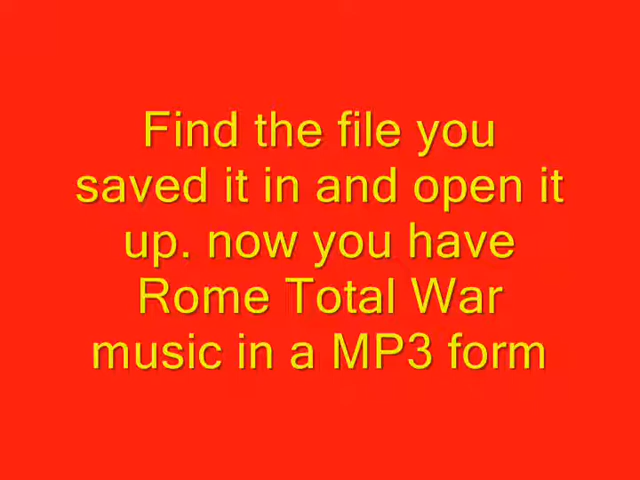 Find the file you
saved it in and open it
up. now you have
Rome Total War
music in a MP3 form